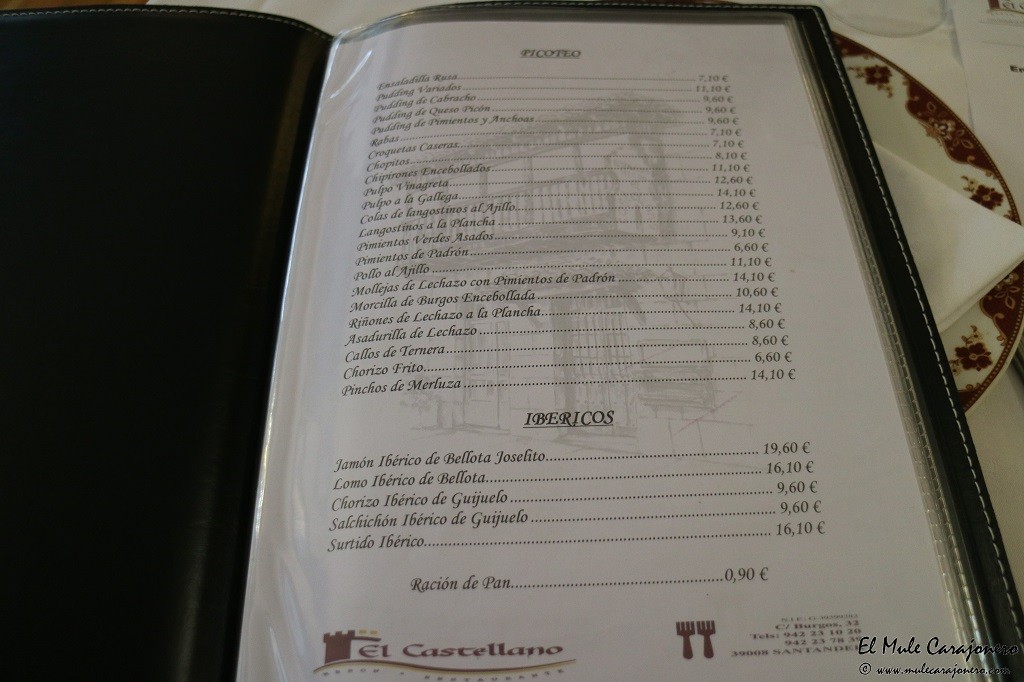 PICOTEO
Ensaladilla Rusa 7,10 €
Pudding Variados 11,10 €
Pudding de Cabracho 9,60 €
Pudding de Queso Picón 9,60 €
Pudding de Pimientos y Anchoas 9,60 €
Rabas 7,10 €
Croquetas Caseras 7,10 €
Chopitos 8,10 €
Chipirones Encebollados 11,10 €
Pulpo Vinagreta 12,60 €
Pulpo a la Gallega 14,10 €
Colas de langostinos al Ajillo 12,60 €
Langostinos a la Plancha 13,60 €
Pimientos Verdes Asados 9,10 €
Pimientos de Padrón 6,60 €
Pollo al Ajillo 11,10 €
Mollejas de Lechazo con Pimientos de Padrón 14,10 €
Morcilla de Burgos Encebollada 10,60 €
Riñones de Lechazo a la Plancha 14,10 €
Asadurilla de Lechazo 8,60 €
Callos de Ternera 8,60 €
Chorizo Frito 6,60 €
Pinchos de Merluza 14,10 €
IBERICOS
Jamón Ibérico de Bellota Joselito 19,60 €
Lomo Ibérico de Bellota 16,10 €
Chorizo Ibérico de Guijuelo 9,60 €
Salchichón Ibérico de Guijuelo 9,60 €
Surtido Ibérico 16,10 €
Ración de Pan 0,90 €
El Castellano
C/ Burgos, 32
Tels: 942 23 10 20
942 23 78
39008 SANTANDER
El Mule Carajonero
© www.mulecarajonero.com